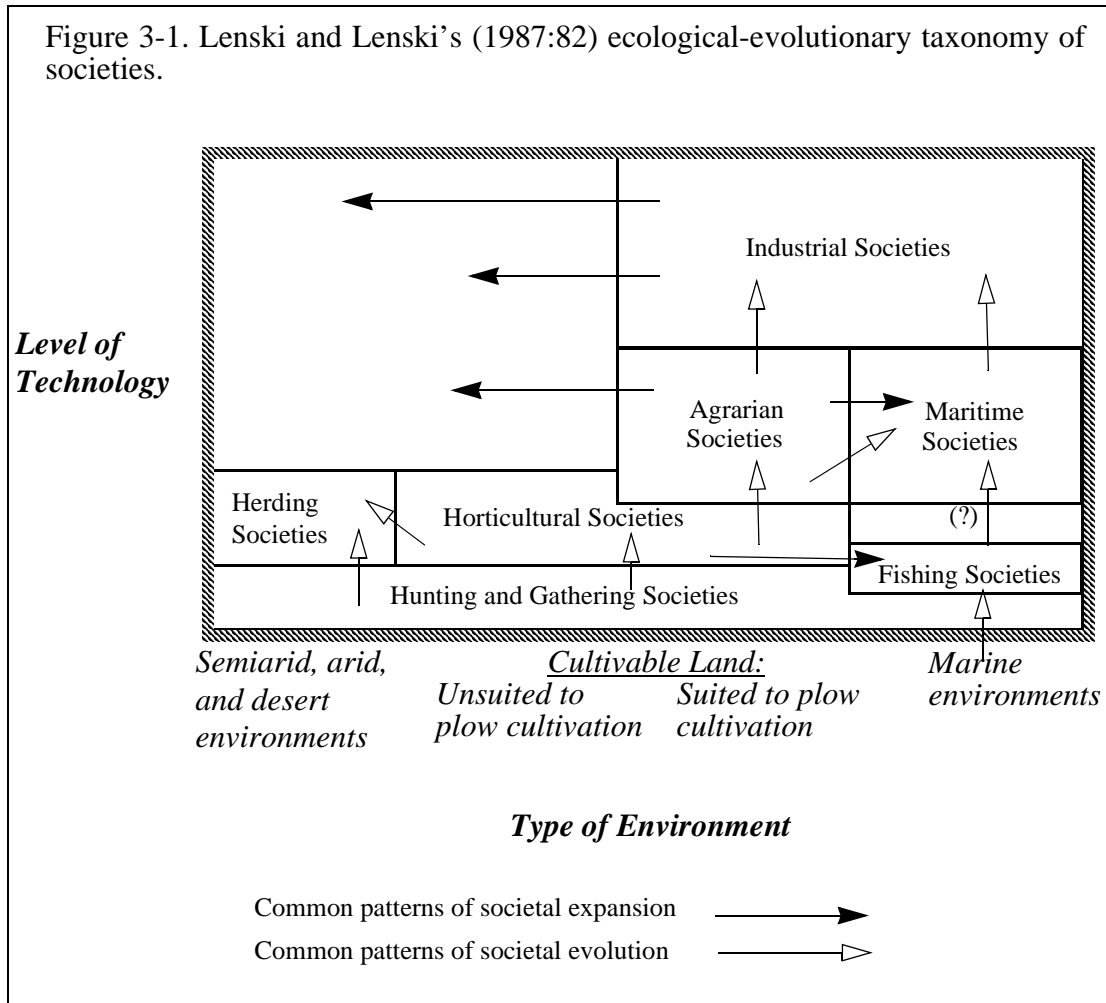 Figure 3-1. Lenski and Lenski’s (1987:82) ecological-evolutionary taxonomy of
societies.
Industrial Societies
Level of
Technology
Agrarian
Societies
Maritime
Societies
Herding
Societies
Horticultural Societies
(?)
Fishing Societies
Hunting and Gathering Societies
Semiarid, arid,
and desert
environments
Cultivable Land:
Unsuited to
plow cultivation
Suited to plow
cultivation
Marine
environments
Type of Environment
Common patterns of societal expansion
Common patterns of societal evolution